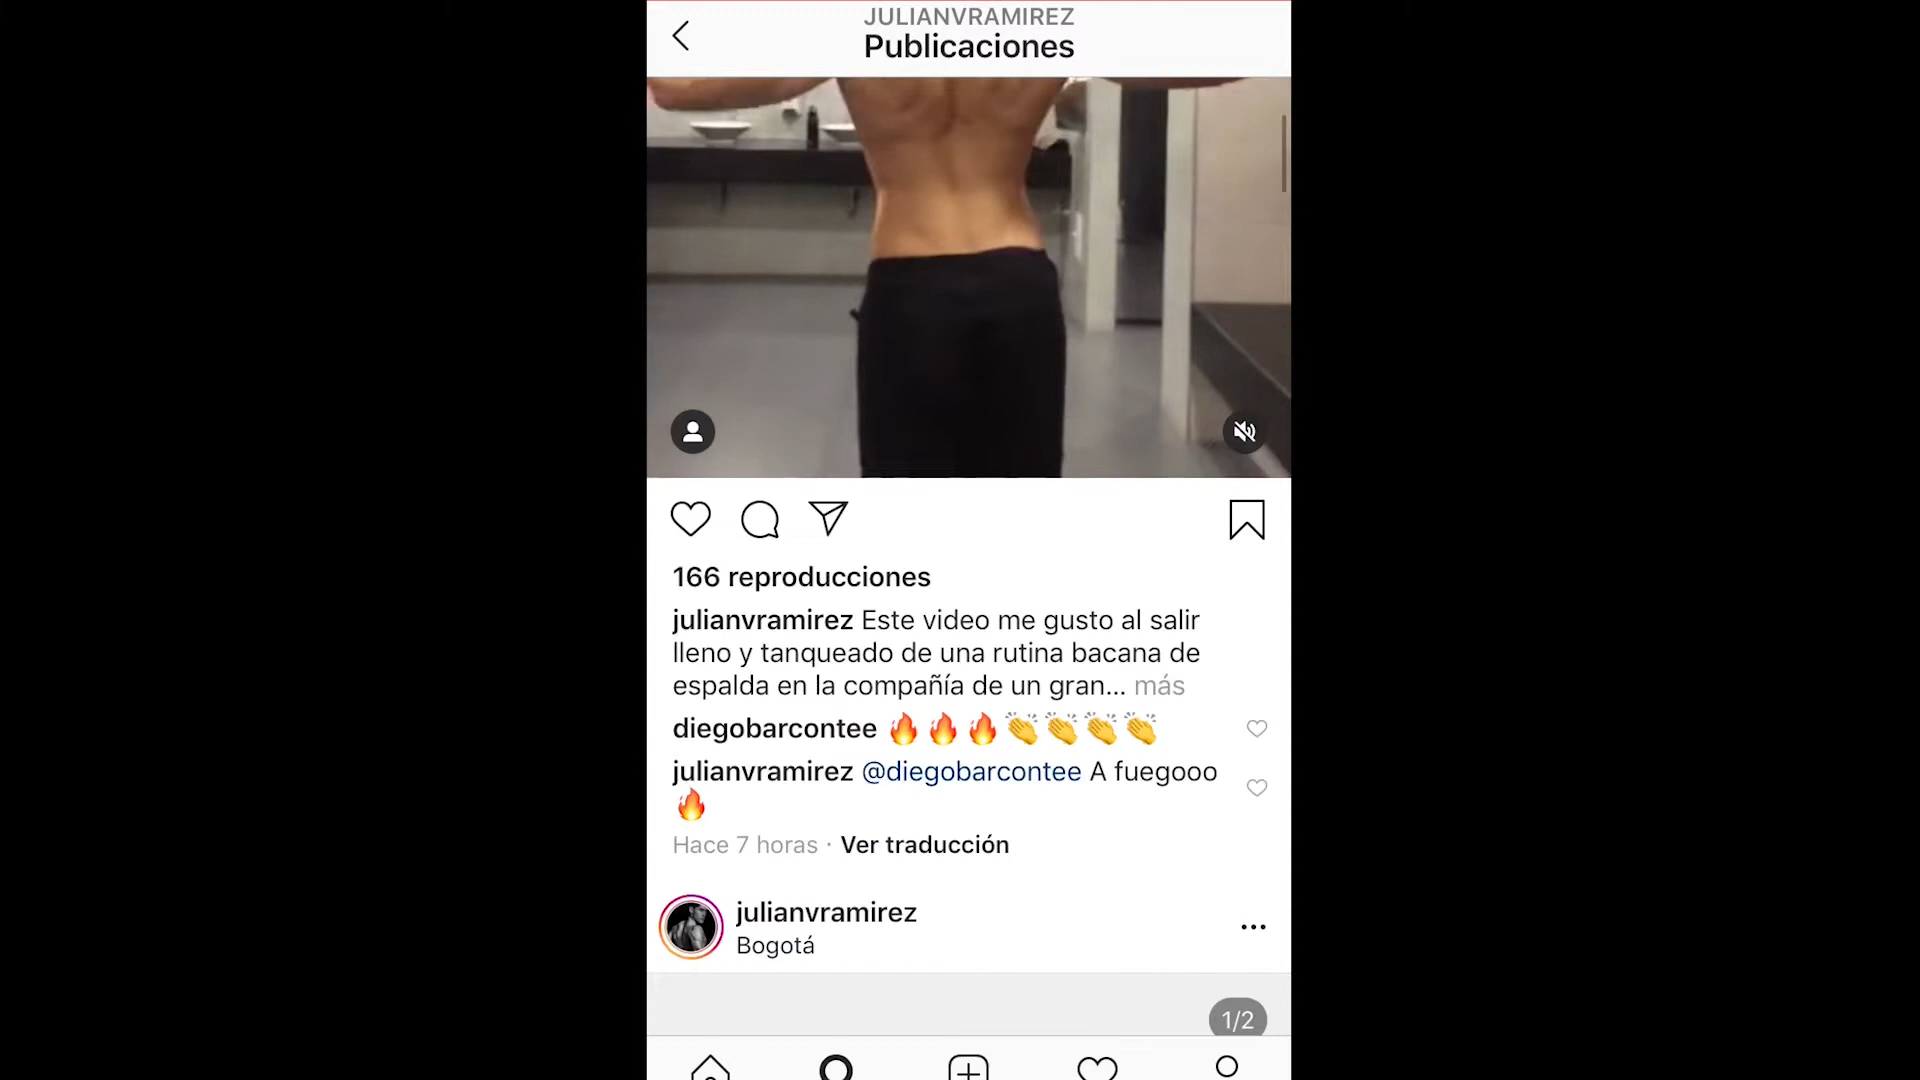 JULIANVRAMIREZ
Publicaciones
166 reproducciones
julianvramirez Este video me gusto al salir
lleno y tanqueado de una rutina bacana de
espalda en la compañía de un gran... más
diegobarcontee 🔥🔥🔥👏👏👏👏
julianvramirez @diegobarcontee A fuegooo
🔥
Hace 7 horas · Ver traducción
julianvramirez
Bogotá
1/2